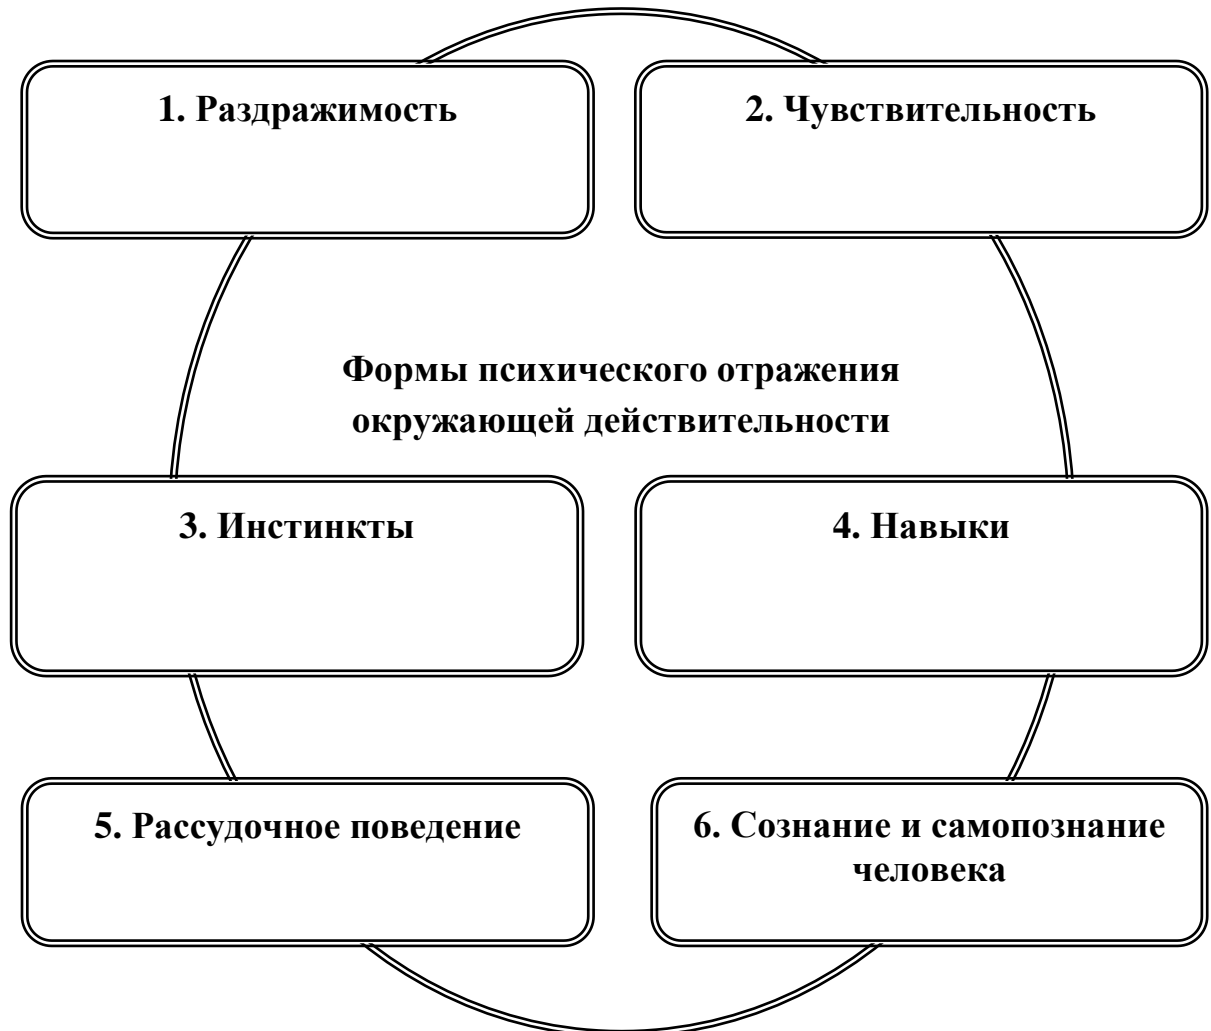 1. Раздражимость
2. Чувствительность
Формы психического отражения
окружающей действительности
3. Инстинкты
4. Навыки
5. Рассудочное поведение
6. Сознание и самопознание
человека